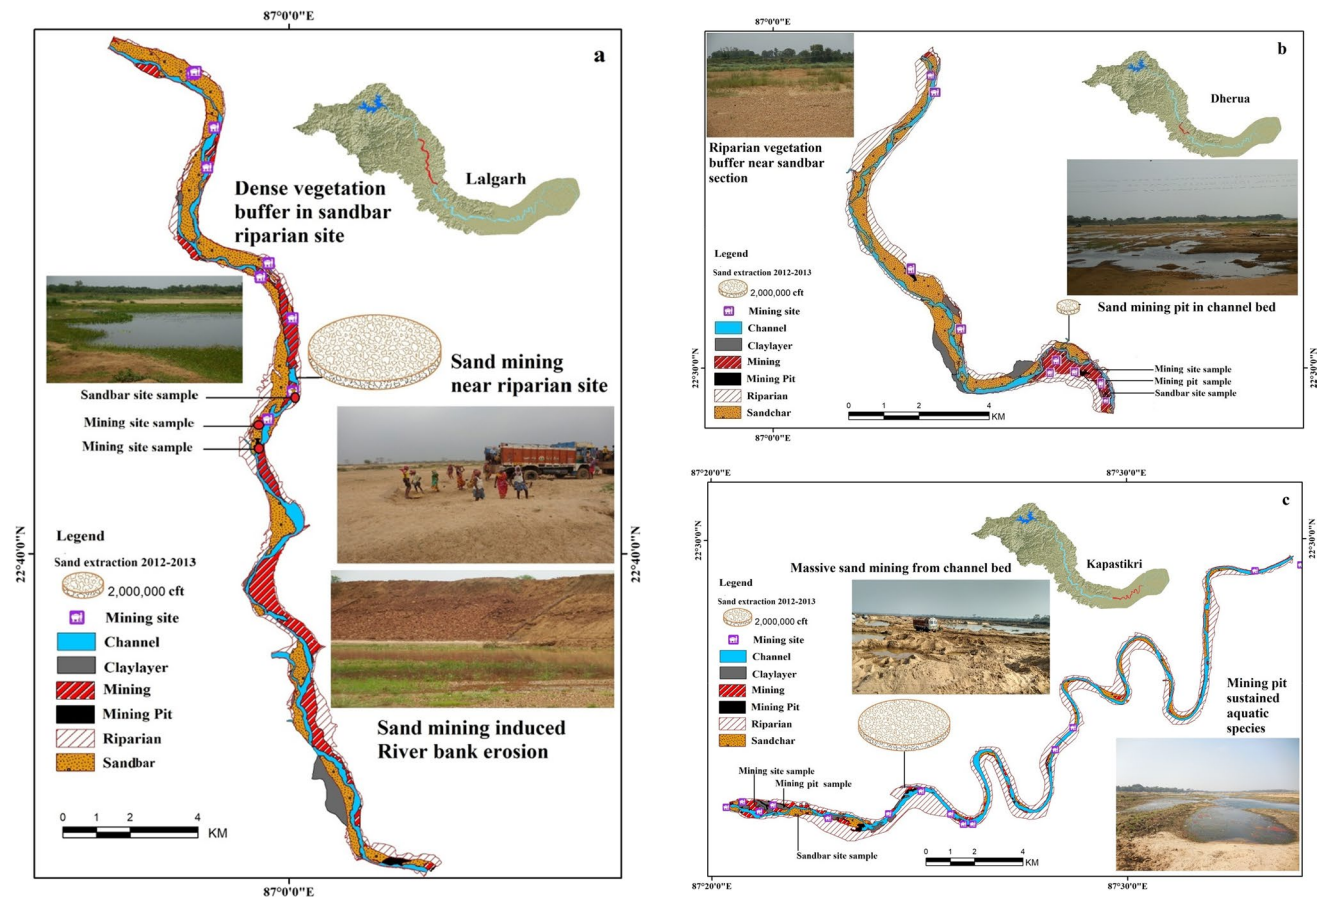 87°0'0"E
a
Lalgarh
Dense vegetation
buffer in sandbar
riparian site
Sand mining
near riparian site
Sandbar site sample
Mining site sample
Mining site sample
22°40'0"N
22°40'0"N
Legend
Sand extraction 2012-2013
2,000,000 cft
Mining site
Channel
Claylayer
Mining
Mining Pit
Riparian
Sandbar
Sand mining induced
River bank erosion
0 1 2 4
KM
87°0'0"E
87°0'0"E
b
Dherua
Riparian vegetation
buffer near sandbar
section
Legend
Sand extraction 2012-2013
2,000,000 cft
Mining site
Channel
Claylayer
Mining
Mining Pit
Riparian
Sandchar
Sand mining pit in channel bed
22°30'0"N
22°30'0"N
Mining site sample
Mining pit sample
Sandbar site sample
0 2 4
KM
87°0'0"E
87°20'0"E
87°30'0"E
c
22°30'0"N
22°30'0"N
Kapastikri
Massive sand mining from channel bed
Legend
Sand extraction 2012-2013
2,000,000 cft
Mining site
Channel
Claylayer
Mining
Mining Pit
Riparian
Sandchar
Mining pit
sustained
aquatic
species
Mining site sample
Mining pit sample
Sandbar site sample
0 1 2 4
KM
87°20'0"E
87°30'0"E